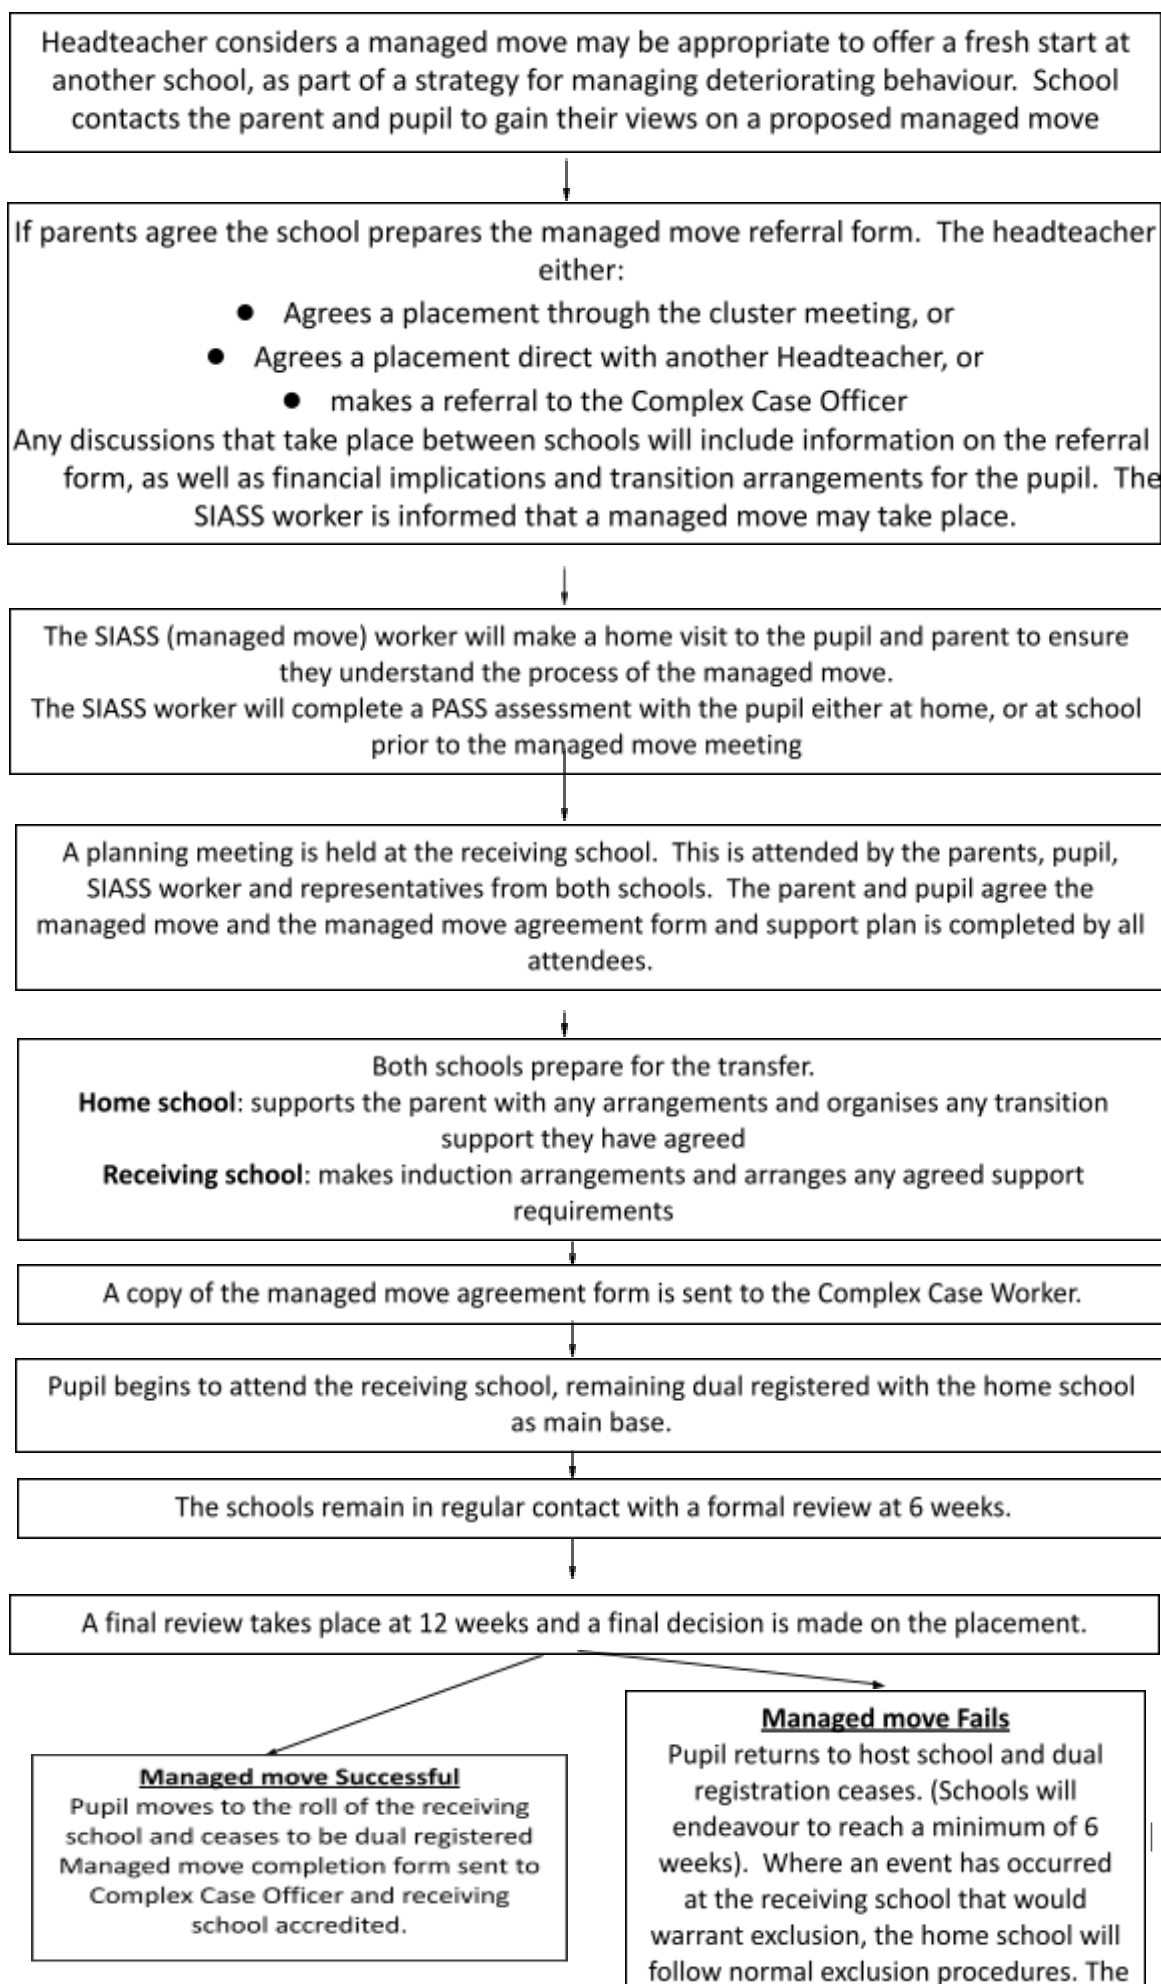 Headteacher considers a managed move may be appropriate to offer a fresh start at
another school, as part of a strategy for managing deteriorating behaviour.  School
contacts the parent and pupil to gain their views on a proposed managed move
If parents agree the school prepares the managed move referral form.  The headteacher
either:
● Agrees a placement through the cluster meeting, or
● Agrees a placement direct with another Headteacher, or
● makes a referral to the Complex Case Officer
Any discussions that take place between schools will include information on the referral
form, as well as financial implications and transition arrangements for the pupil.  The
SIASS worker is informed that a managed move may take place.
The SIASS (managed move) worker will make a home visit to the pupil and parent to ensure
they understand the process of the managed move.
The SIASS worker will complete a PASS assessment with the pupil either at home, or at school
prior to the managed move meeting
A planning meeting is held at the receiving school.  This is attended by the parents, pupil,
SIASS worker and representatives from both schools.  The parent and pupil agree the
managed move and the managed move agreement form and support plan is completed by all
attendees.
Both schools prepare for the transfer.
Home school: supports the parent with any arrangements and organises any transition
support they have agreed
Receiving school: makes induction arrangements and arranges any agreed support
requirements
A copy of the managed move agreement form is sent to the Complex Case Worker.
Pupil begins to attend the receiving school, remaining dual registered with the home school
as main base.
The schools remain in regular contact with a formal review at 6 weeks.
A final review takes place at 12 weeks and a final decision is made on the placement.
Managed move Successful
Pupil moves to the roll of the receiving
school and ceases to be dual registered
Managed move completion form sent to
Complex Case Officer and receiving
school accredited.
Managed move Fails
Pupil returns to host school and dual
registration ceases. (Schools will
endeavour to reach a minimum of 6
weeks).  Where an event has occurred
at the receiving school that would
warrant exclusion, the home school will
follow normal exclusion procedures. The